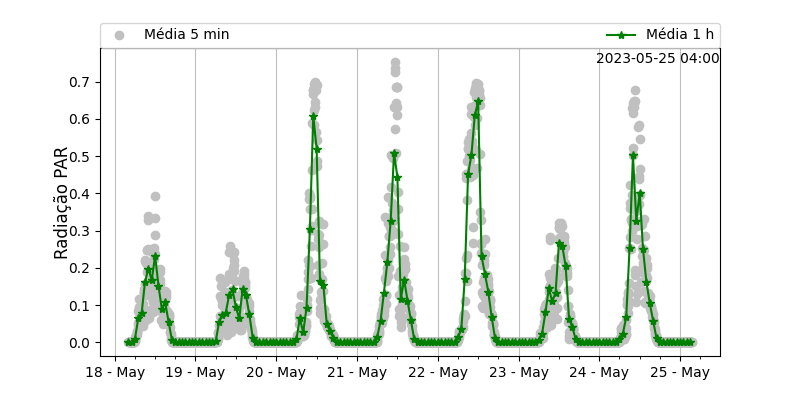 Média 5 min
Média 1 h
2023-05-25 04:00
Radiação PAR
0.7
0.6
0.5
0.4
0.3
0.2
0.1
0.0
18 - May
19 - May
20 - May
21 - May
22 - May
23 - May
24 - May
25 - May